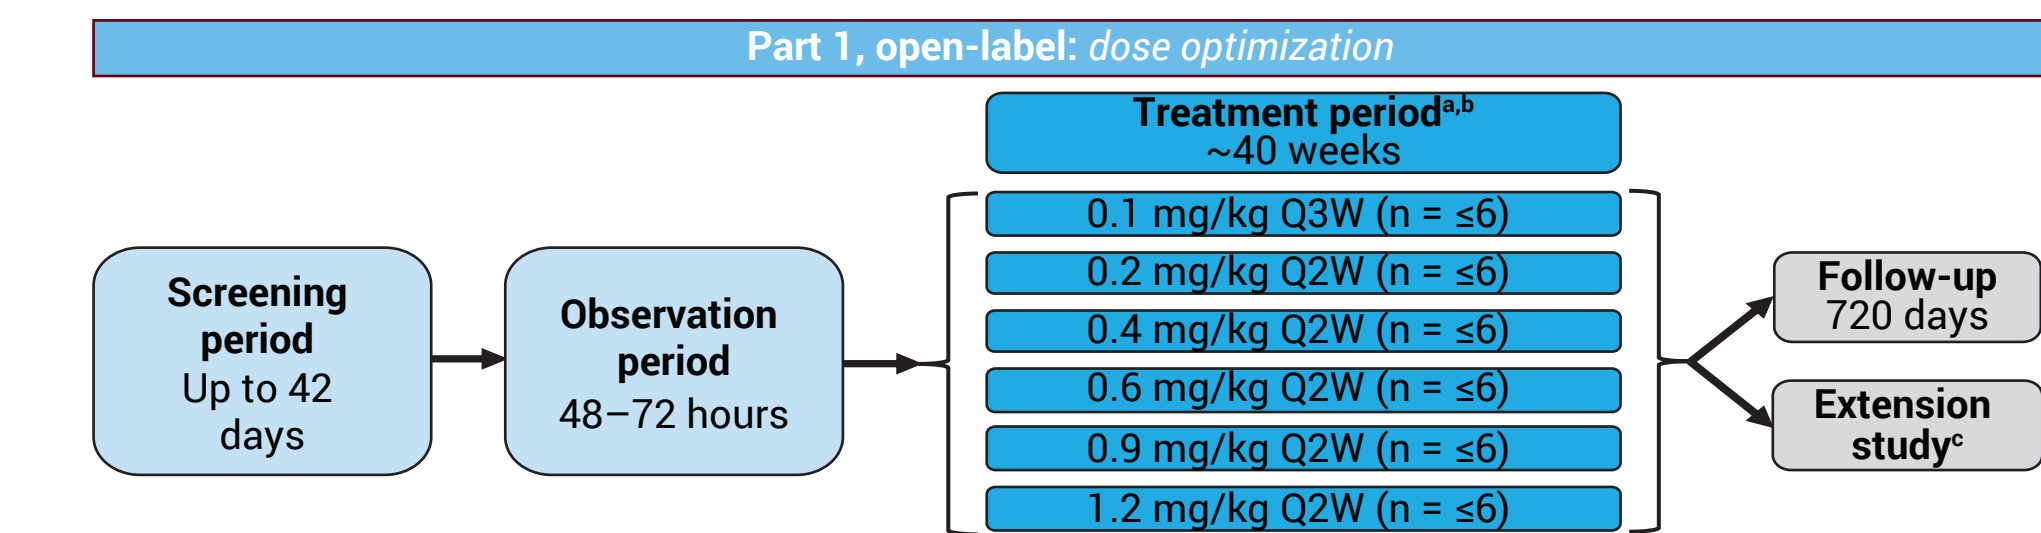 Part 1, open-label: dose optimization
Screening
period
Up to 42
days
Observation
period
48–72 hours
Treatment periodᵃ,ᵇ
~40 weeks
0.1 mg/kg Q3W (n = ≤6)
0.2 mg/kg Q2W (n = ≤6)
0.4 mg/kg Q2W (n = ≤6)
0.6 mg/kg Q2W (n = ≤6)
0.9 mg/kg Q2W (n = ≤6)
1.2 mg/kg Q2W (n = ≤6)
Follow-up
720 days
Extension
studyᶜ